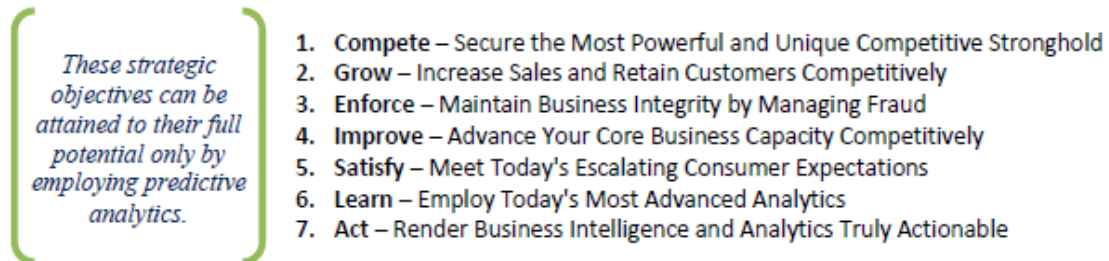 These strategic
objectives can be
attained to their full
potential only by
employing predictive
analytics.
1. Compete – Secure the Most Powerful and Unique Competitive Stronghold
2. Grow – Increase Sales and Retain Customers Competitively
3. Enforce – Maintain Business Integrity by Managing Fraud
4. Improve – Advance Your Core Business Capacity Competitively
5. Satisfy – Meet Today's Escalating Consumer Expectations
6. Learn – Employ Today's Most Advanced Analytics
7. Act – Render Business Intelligence and Analytics Truly Actionable